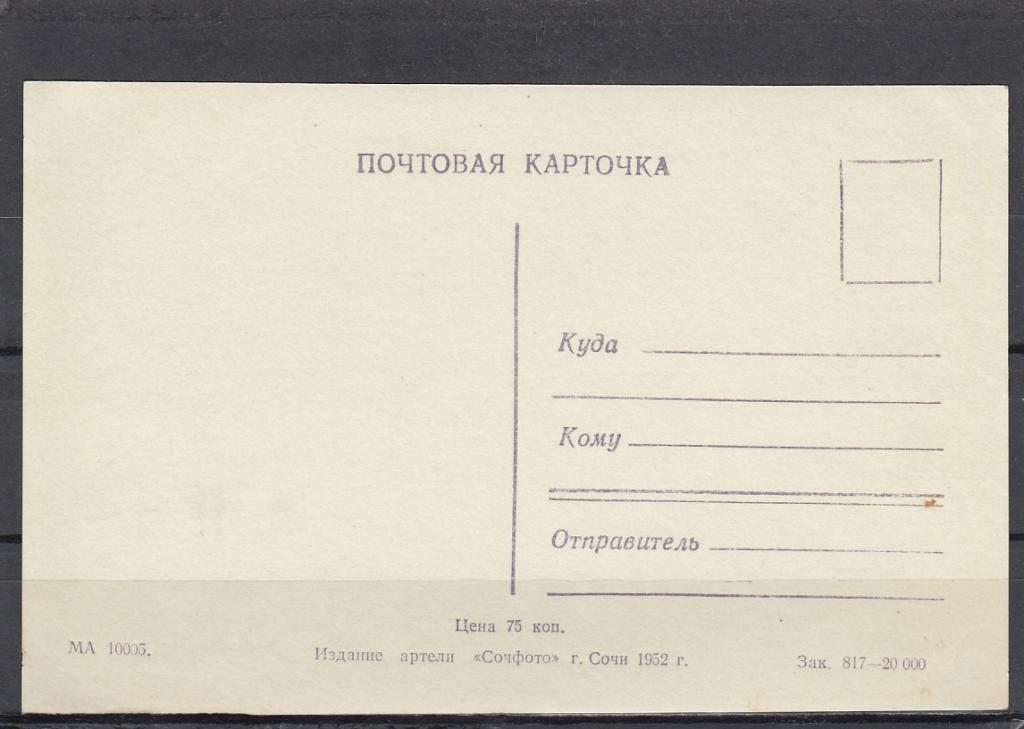 ПОЧТОВАЯ КАРТОЧКА
Куда
Кому
Отправитель
Цена 75 коп.
МА 10005.
Издание артели «Сочфото» г. Сочи 1952 г.
Зак. 817—20 000